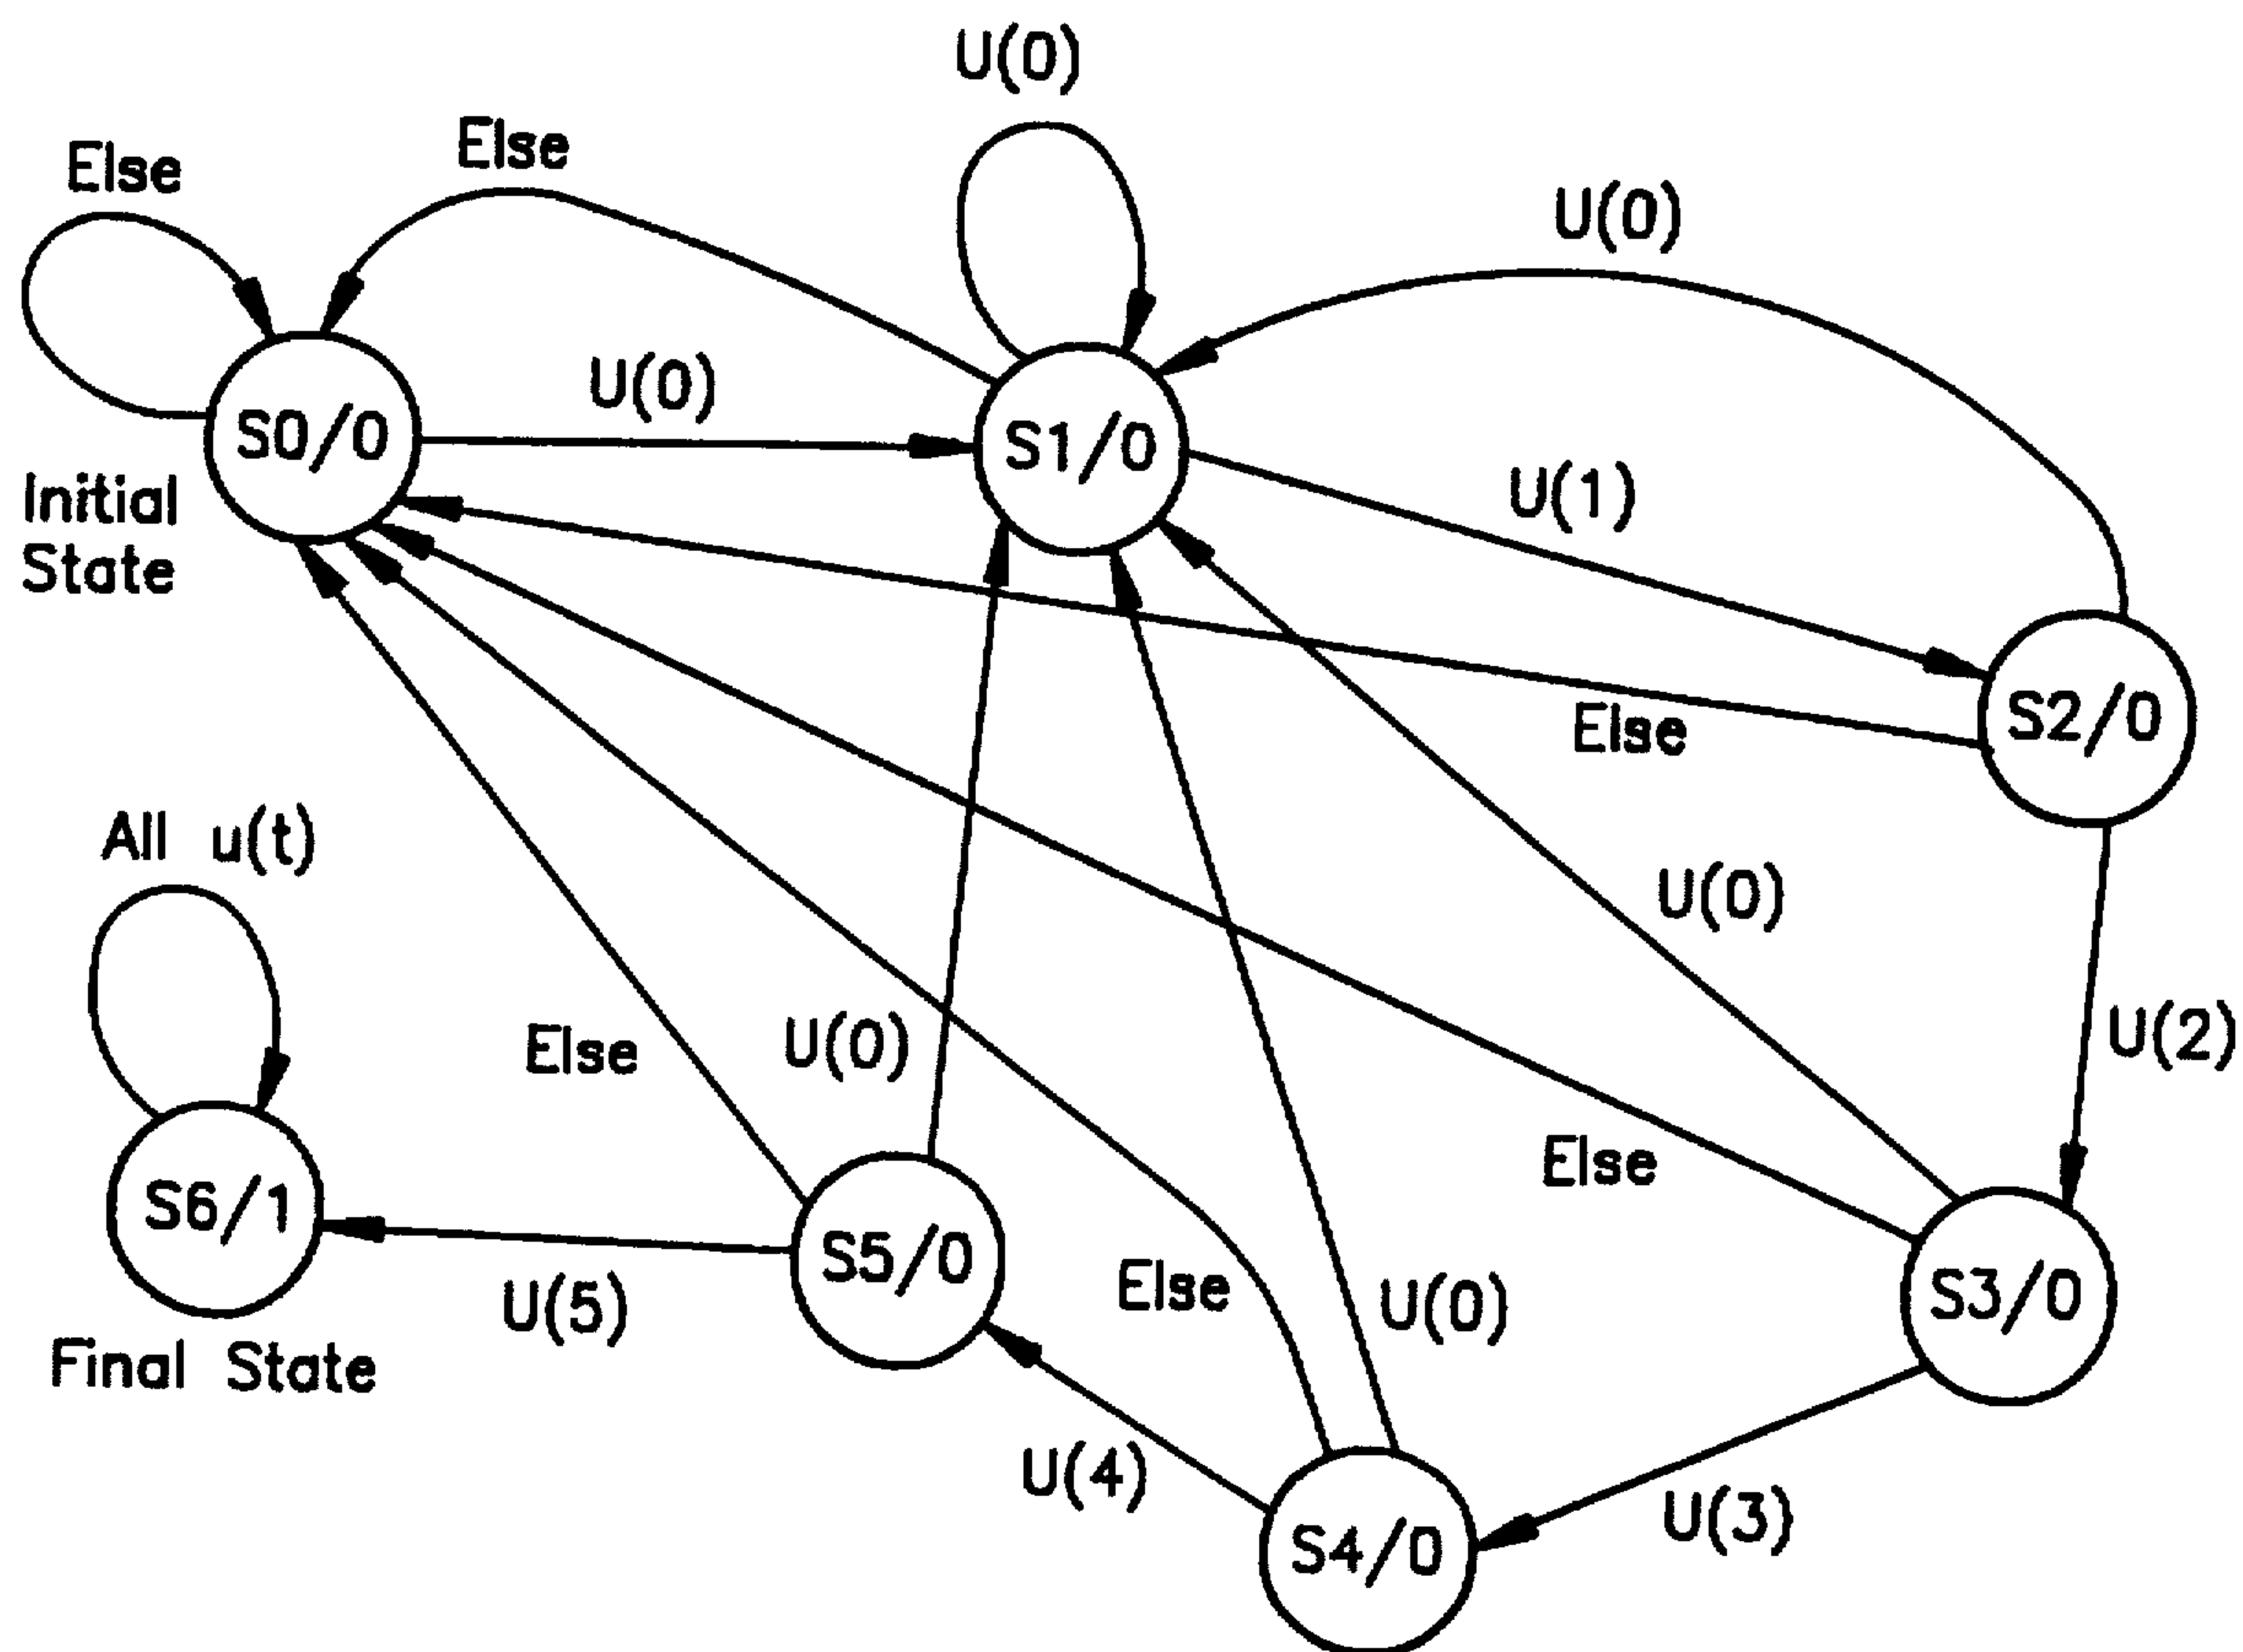 U(0)
Else
Else
U(0)
U(0)
S0/0
S1/0
U(1)
Initial
State
S2/0
Else
All u(t)
U(0)
U(2)
Else
U(0)
Else
S6/1
S5/0
Else
U(0)
S3/0
U(5)
Final State
U(4)
U(3)
S4/0